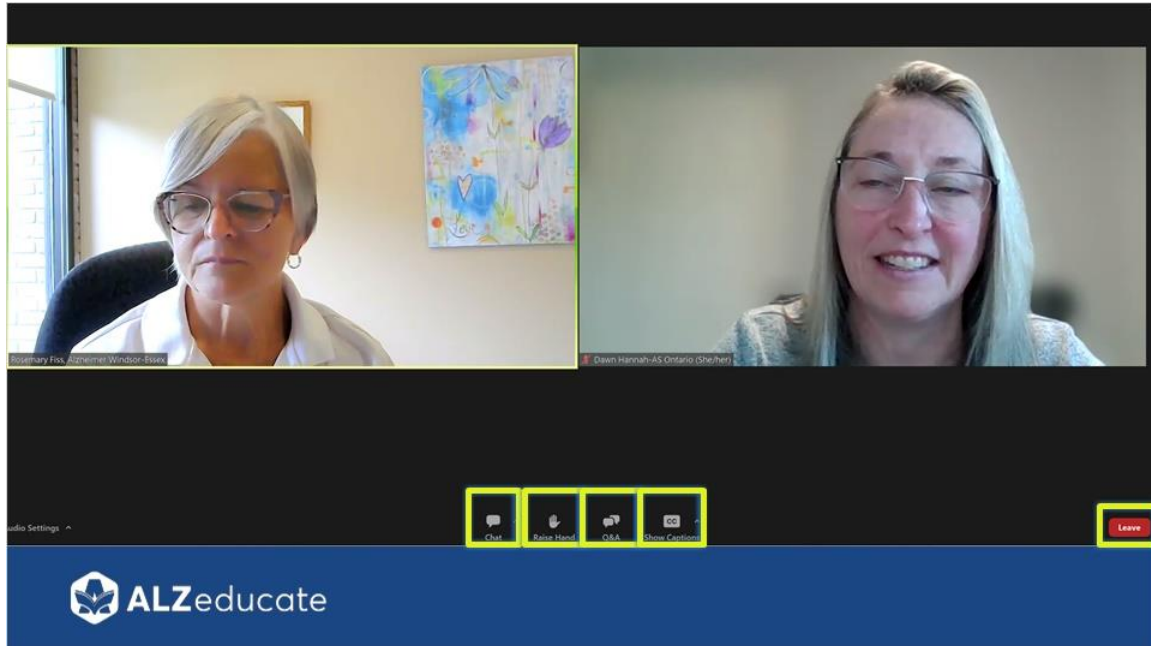 Love
Rosemary Fiss, Alzheimer Windsor-Essex
Dawn Hannah-AS Ontario (She/her)
udio Settings
Chat
Raise Hand
Q&A
CC
Show Captions
Leave
ALZeducate